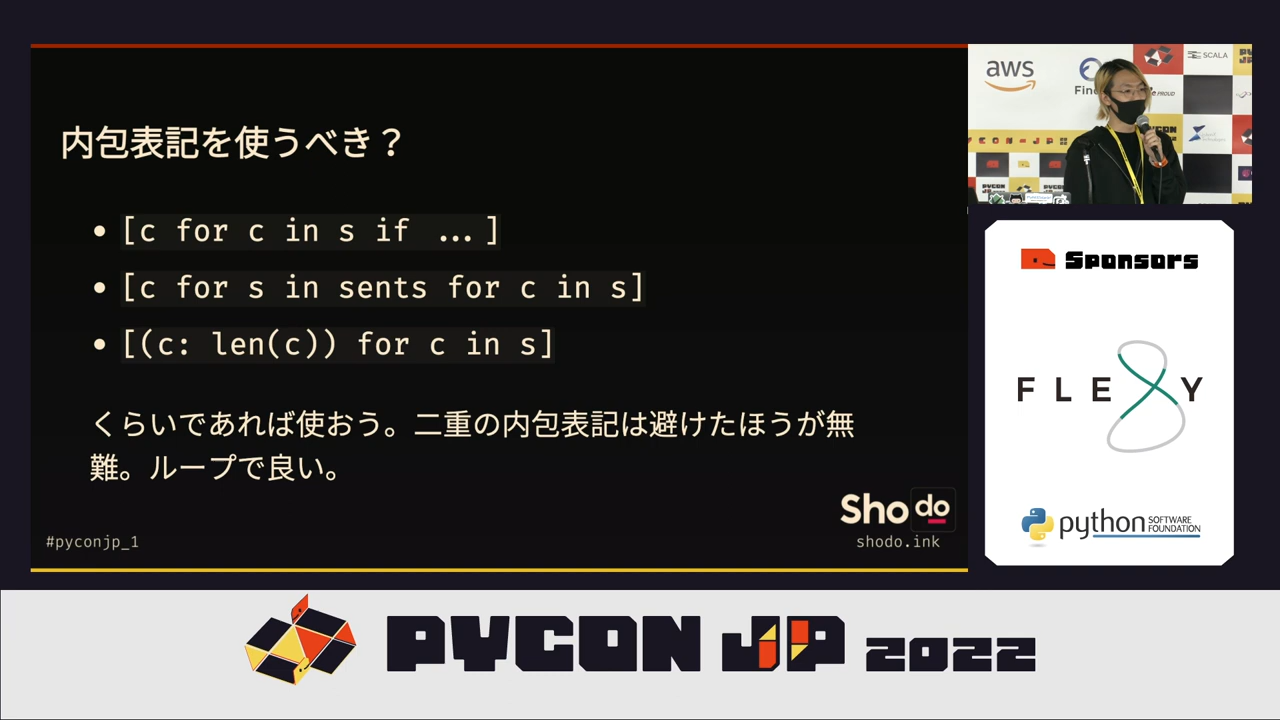 内包表記を使うべき？
• [c for c in s if ...]
• [c for s in sents for c in s]
• [(c: len(c)) for c in s]
くらいであれば使おう。二重の内包表記は避けたほうが無
難。ループで良い。
Shodo
#pyconjp_1
shodo.ink
aws
SCALA
Sponsors
FLEXY
python SOFTWARE
FOUNDATION
PYCON JP 2022